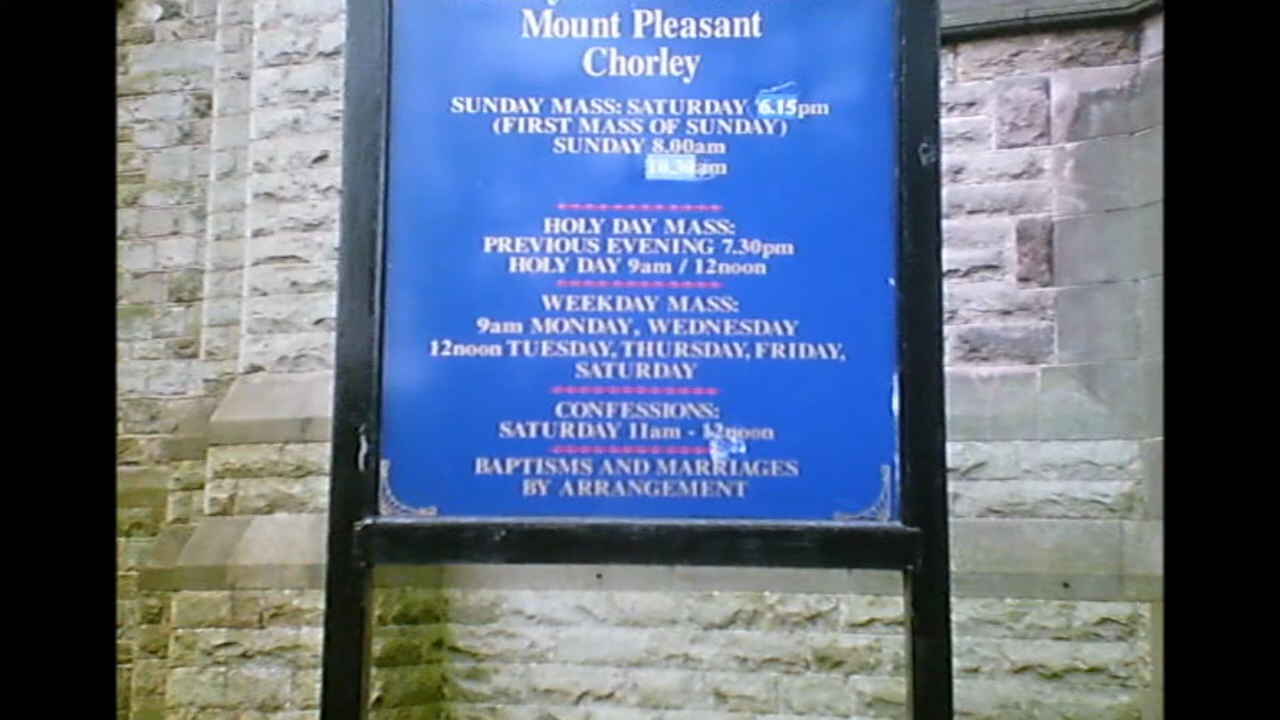 Mount Pleasant
Chorley
SUNDAY MASS: SATURDAY 6.15pm
(FIRST MASS OF SUNDAY)
SUNDAY 8.00am
10.30am
HOLY DAY MASS:
PREVIOUS EVENING 7.30pm
HOLY DAY 9am / 12noon
WEEKDAY MASS:
9am MONDAY, WEDNESDAY
12noon TUESDAY, THURSDAY, FRIDAY,
SATURDAY
CONFESSIONS:
SATURDAY 11am - 12noon
BAPTISMS AND MARRIAGES
BY ARRANGEMENT